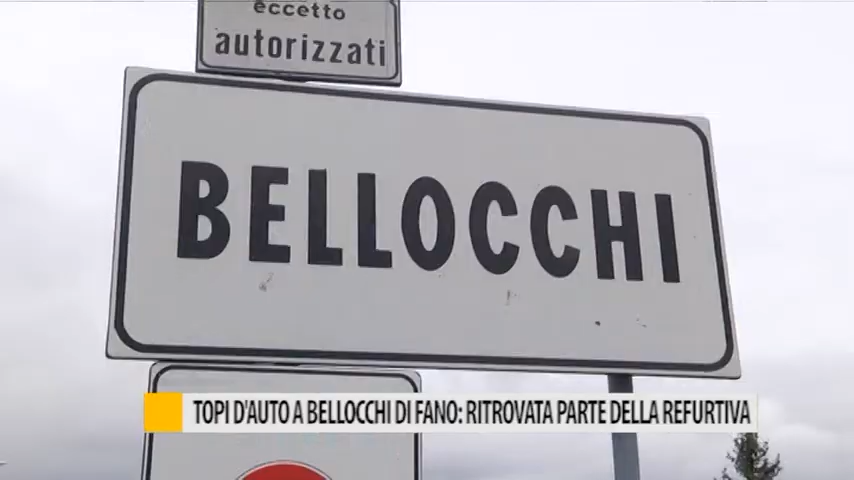 eccetto
autorizzati
BELLOCCHI
TOPI D'AUTO A BELLOCCHI DI FANO: RITROVATA PARTE DELLA REFURTIVA